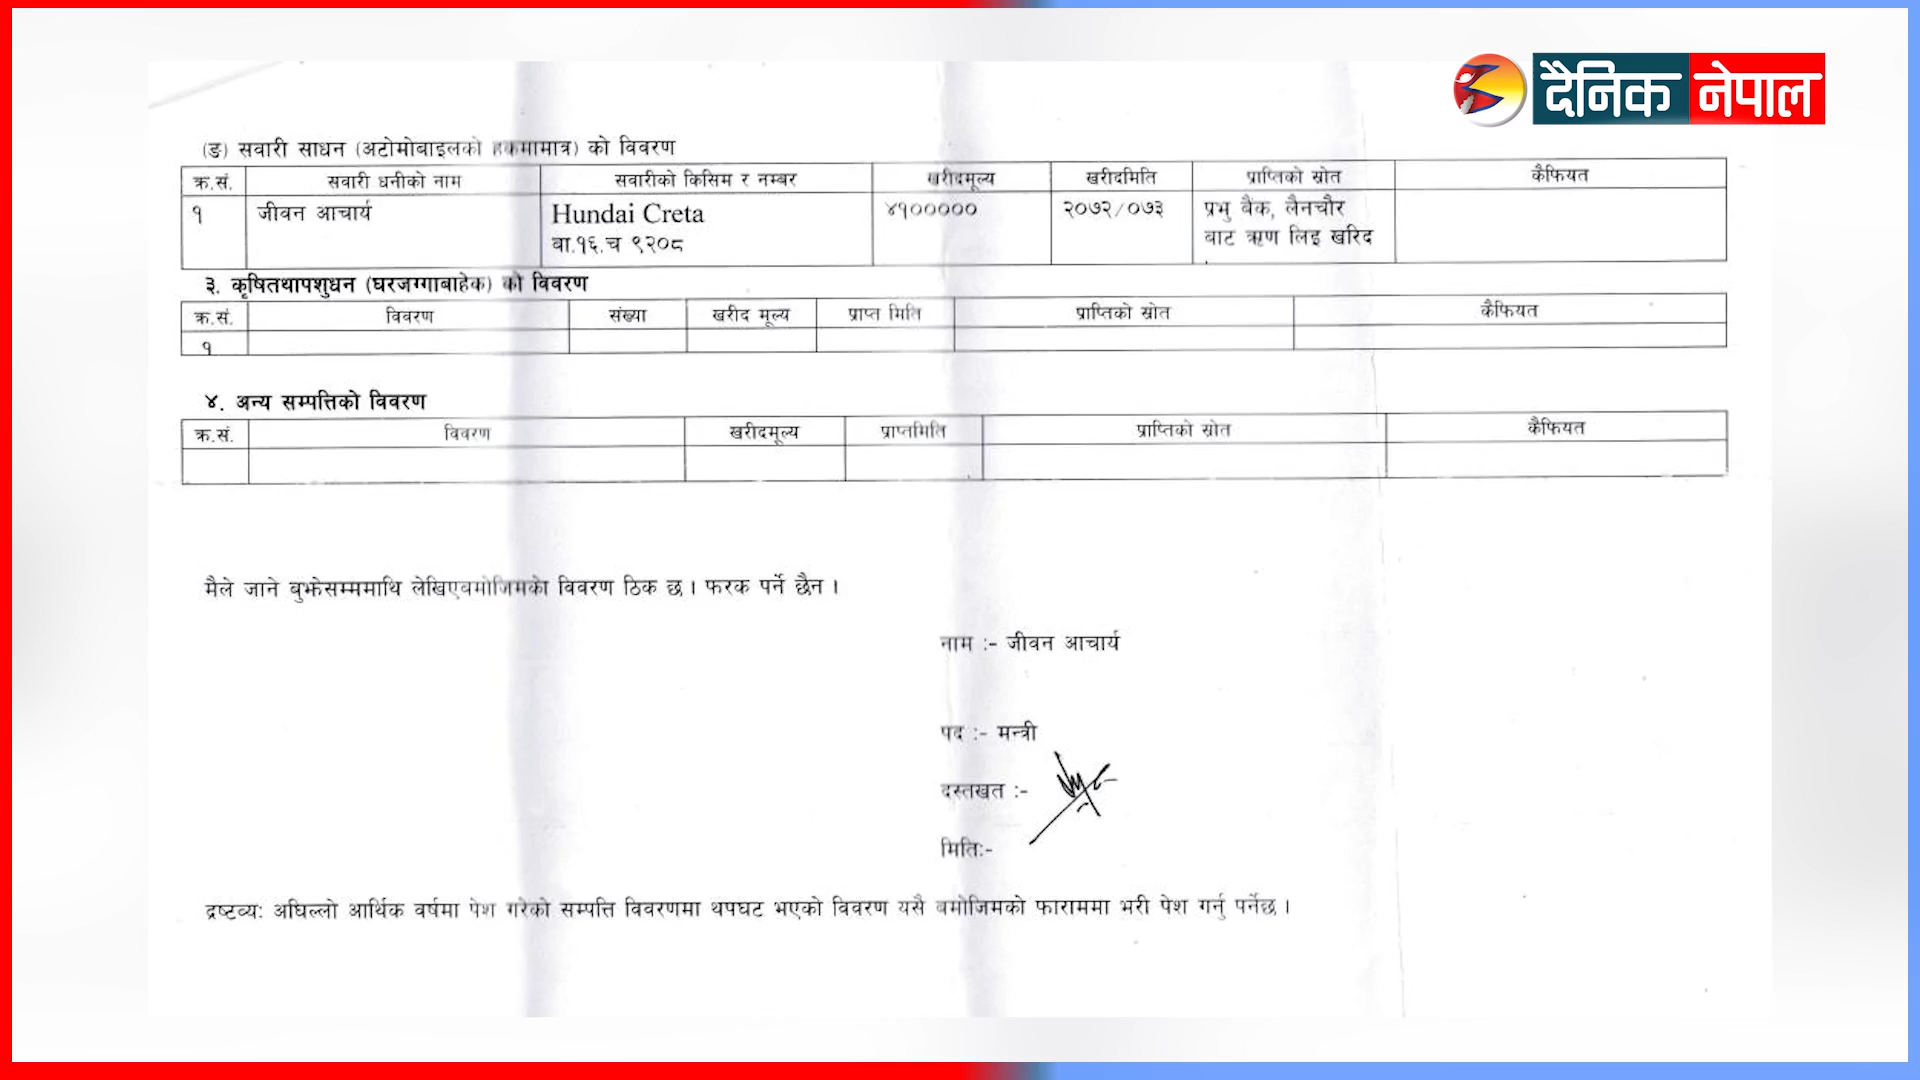 दैनिक नेपाल
(ङ) सवारी साधन (अटोमोबाइलको हकमामात्र) को विवरण
क्र.सं. सवारी धनीको नाम सवारीको किसिम र नम्बर खरीदमूल्य खरीदमिति प्राप्तिको स्रोत कैफियत
१ जीवन आचार्य Hundai Creta ४१००००० २०७२/०७३ प्रभु बैंक, लैनचौर
बा.१६.च ९२०८ बाट ऋण लिइ खरिद
३. कृषितथापशुधन (घरजग्गाबाहेक) को विवरण
क्र.सं. विवरण संख्या खरीद मूल्य प्राप्त मिति प्राप्तिको स्रोत कैफियत
१
४. अन्य सम्पत्तिको विवरण
क्र.सं. विवरण खरीदमूल्य प्राप्तमिति प्राप्तिको स्रोत कैफियत
मैले जाने बुझेसम्ममाथि लेखिएबमोजिमको विवरण ठिक छ । फरक पर्ने छैन ।
नाम :- जीवन आचार्य
पद :- मन्त्री
दस्तखत :-
मिति:-
द्रष्टव्य: अघिल्लो आर्थिक वर्षमा पेश गरेको सम्पत्ति विवरणमा थपघट भएको विवरण यसै बमोजिमको फाराममा भरी पेश गर्नु पर्नेछ ।